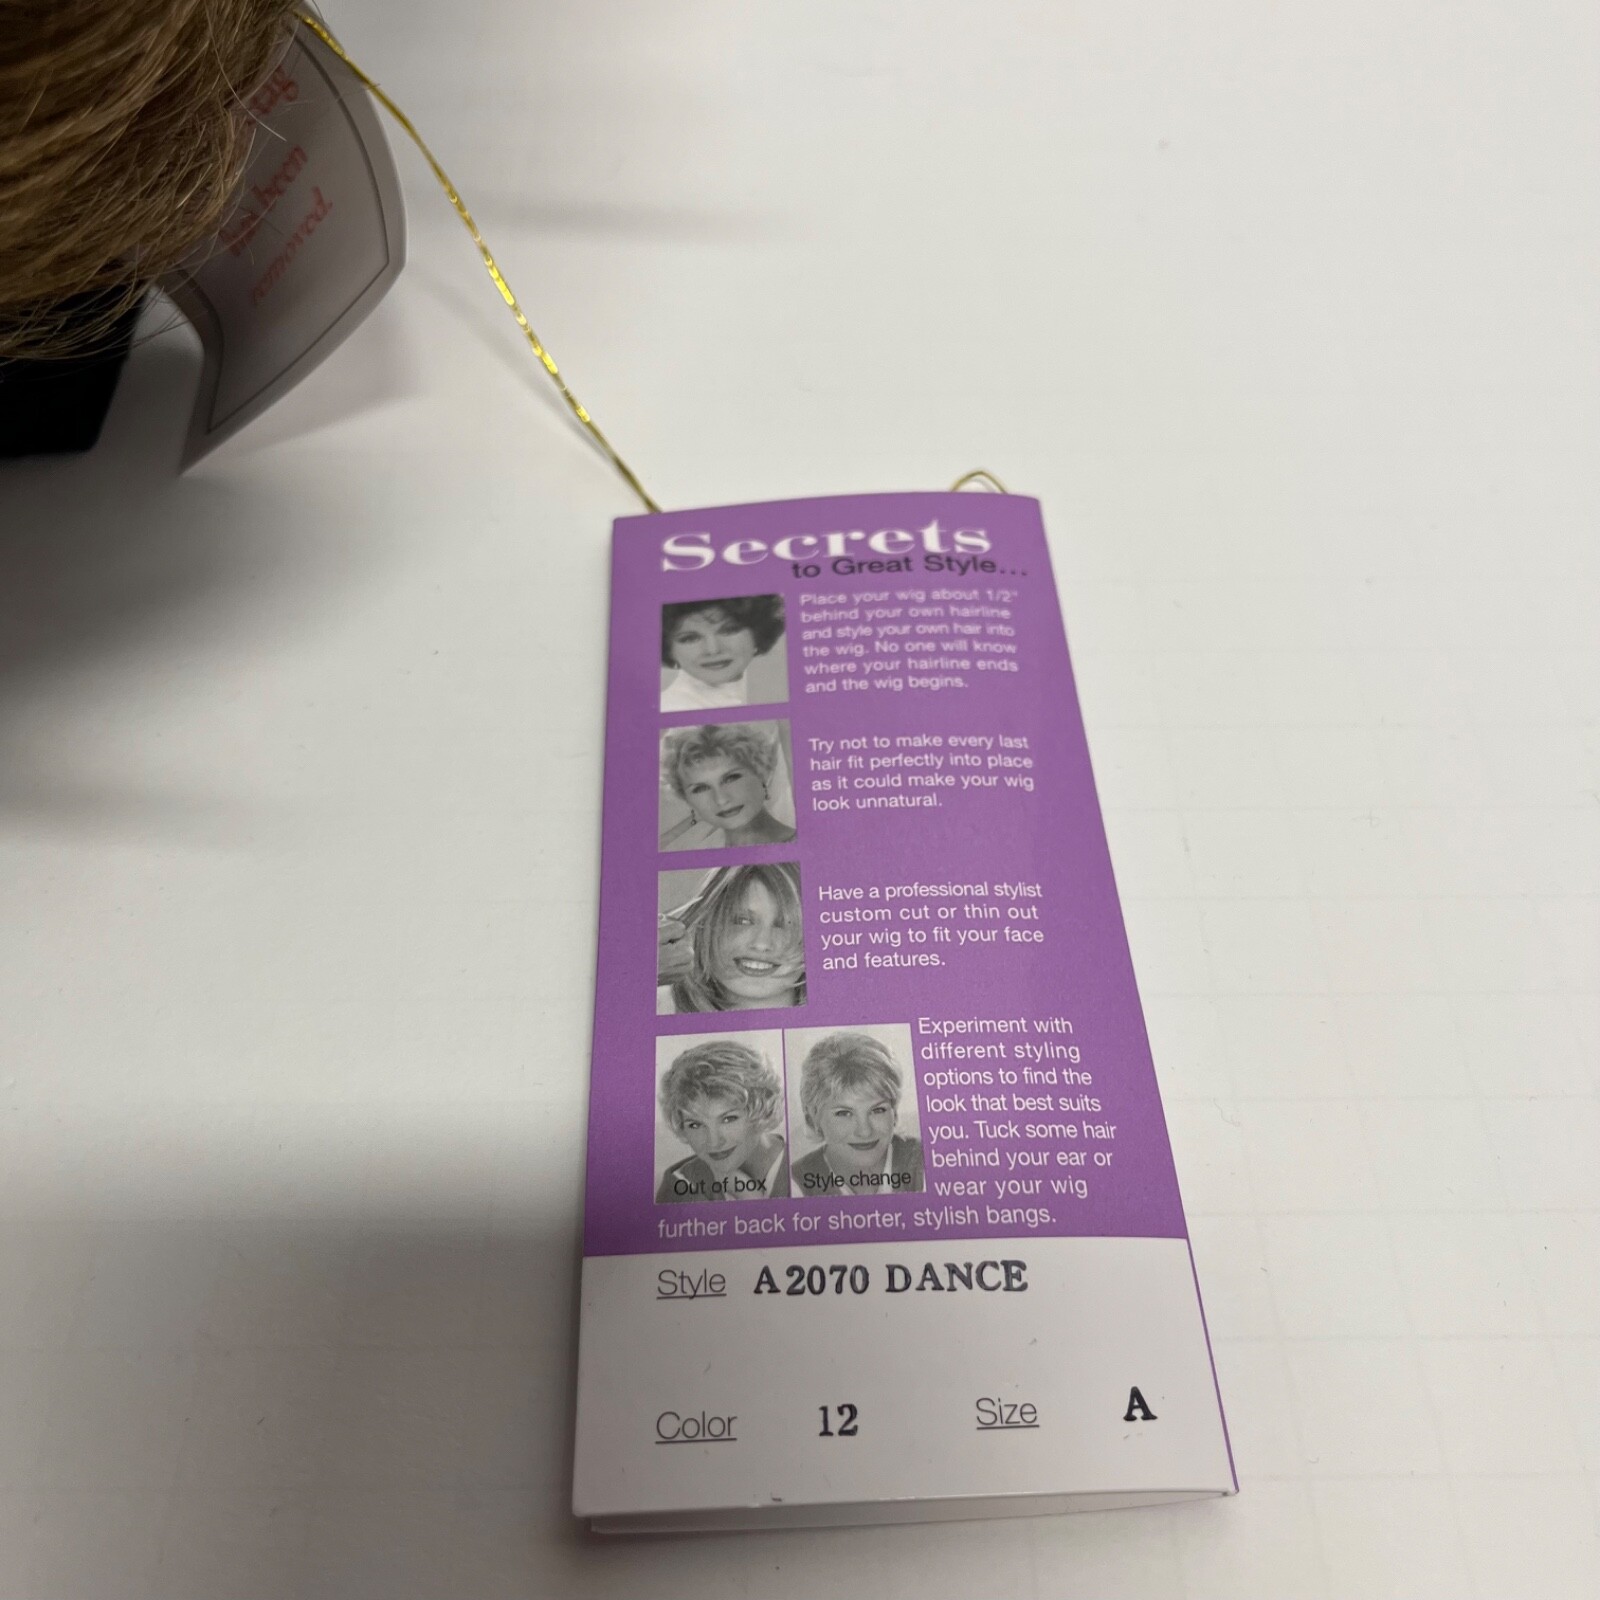 been
removed.
Secrets
to Great Style...
Place your wig about 1/2"
behind your own hairline
and style your own hair into
the wig. No one will know
where your hairline ends
and the wig begins.
Try not to make every last
hair fit perfectly into place
as it could make your wig
look unnatural.
Have a professional stylist
custom cut or thin out
your wig to fit your face
and features.
Experiment with
different styling
options to find the
look that best suits
you. Tuck some hair
behind your ear or
wear your wig
further back for shorter, stylish bangs.
Out of box
Style change
Style A2070 DANCE
Color 12 Size A